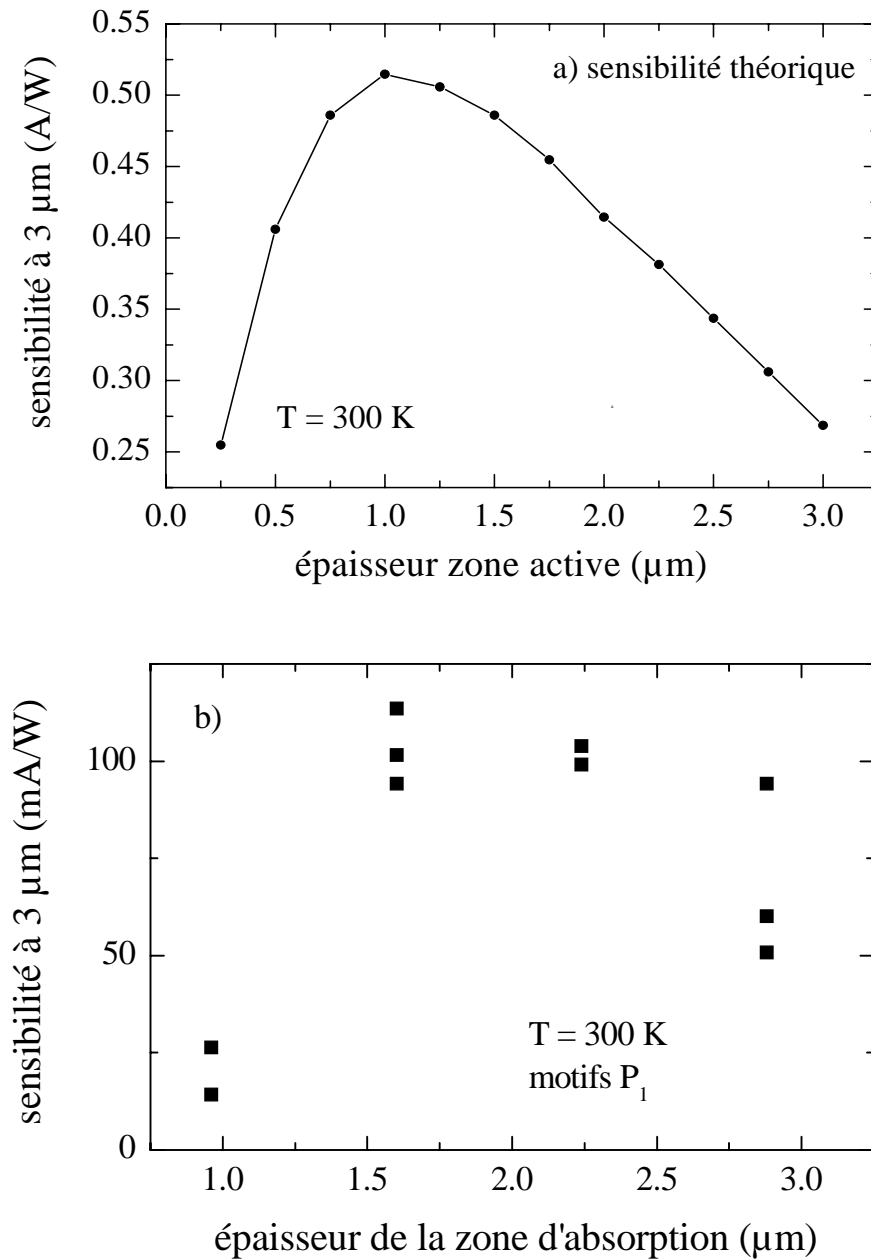 0.55
a) sensibilité théorique
0.50
0.45
0.40
0.35
0.30
0.25
sensibilité à 3 µm (A/W)
T = 300 K
0.0 0.5 1.0 1.5 2.0 2.5 3.0
épaisseur zone active (µm)
b)
100
50
0
sensibilité à 3 µm (mA/W)
T = 300 K
motifs P₁
1.0 1.5 2.0 2.5 3.0
épaisseur de la zone d'absorption (µm)